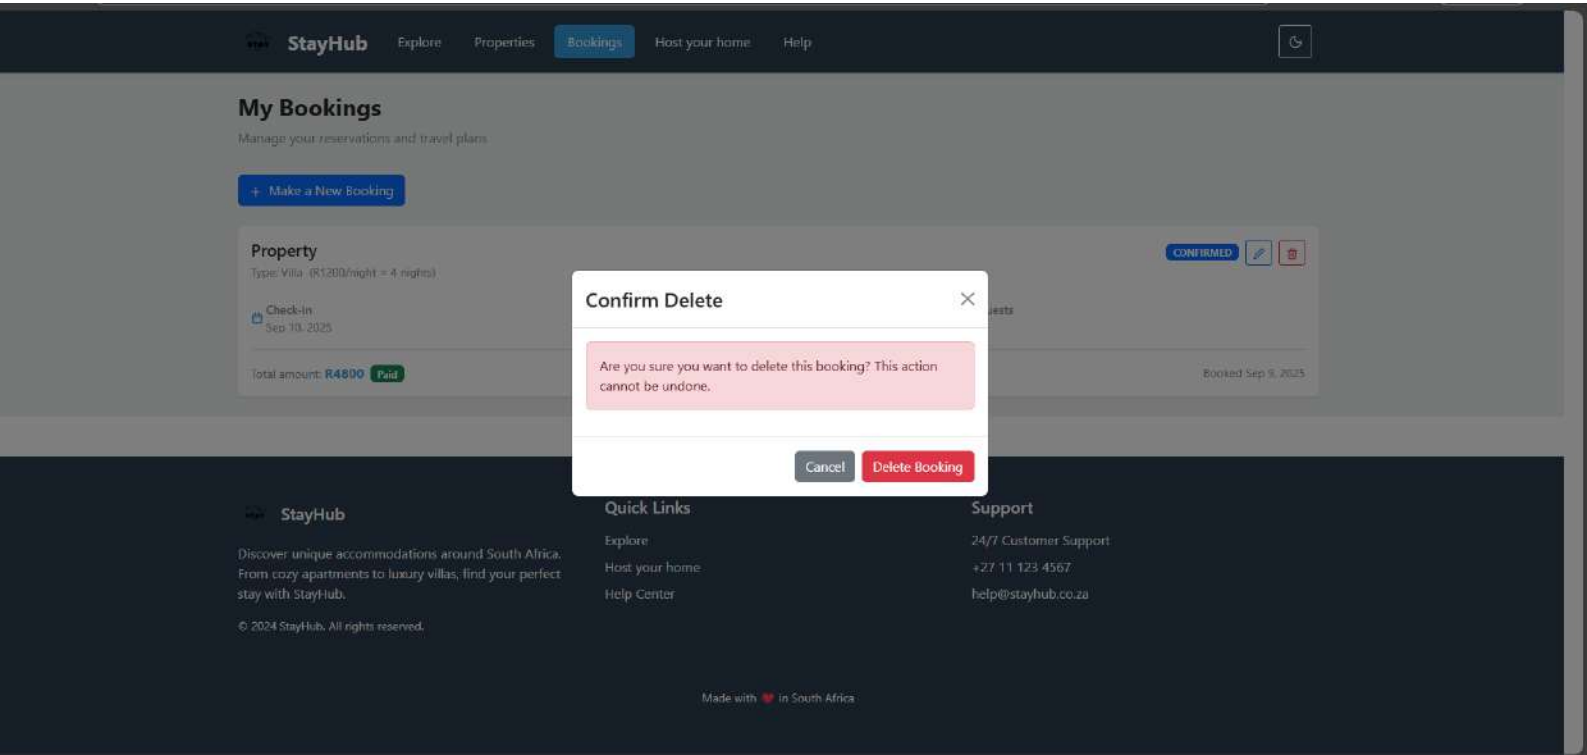 StayHub Explore Properties Bookings Host your home Help
My Bookings
Manage your reservations and travel plans
+ Make a New Booking
Property
CONFIRMED
Type: Villa (R1200/night = 4 nights)
Check-in
Sep 10, 2025
Total amount: R4800 Paid
Booked Sep 9, 2025
Confirm Delete
Are you sure you want to delete this booking? This action
cannot be undone.
Cancel Delete Booking
StayHub
Discover unique accommodations around South Africa.
From cozy apartments to luxury villas, find your perfect
stay with StayHub.
© 2024 StayHub. All rights reserved.
Quick Links
Explore
Host your home
Help Center
Support
24/7 Customer Support
+27 11 123 4567
help@stayhub.co.za
Made with ❤ in South Africa